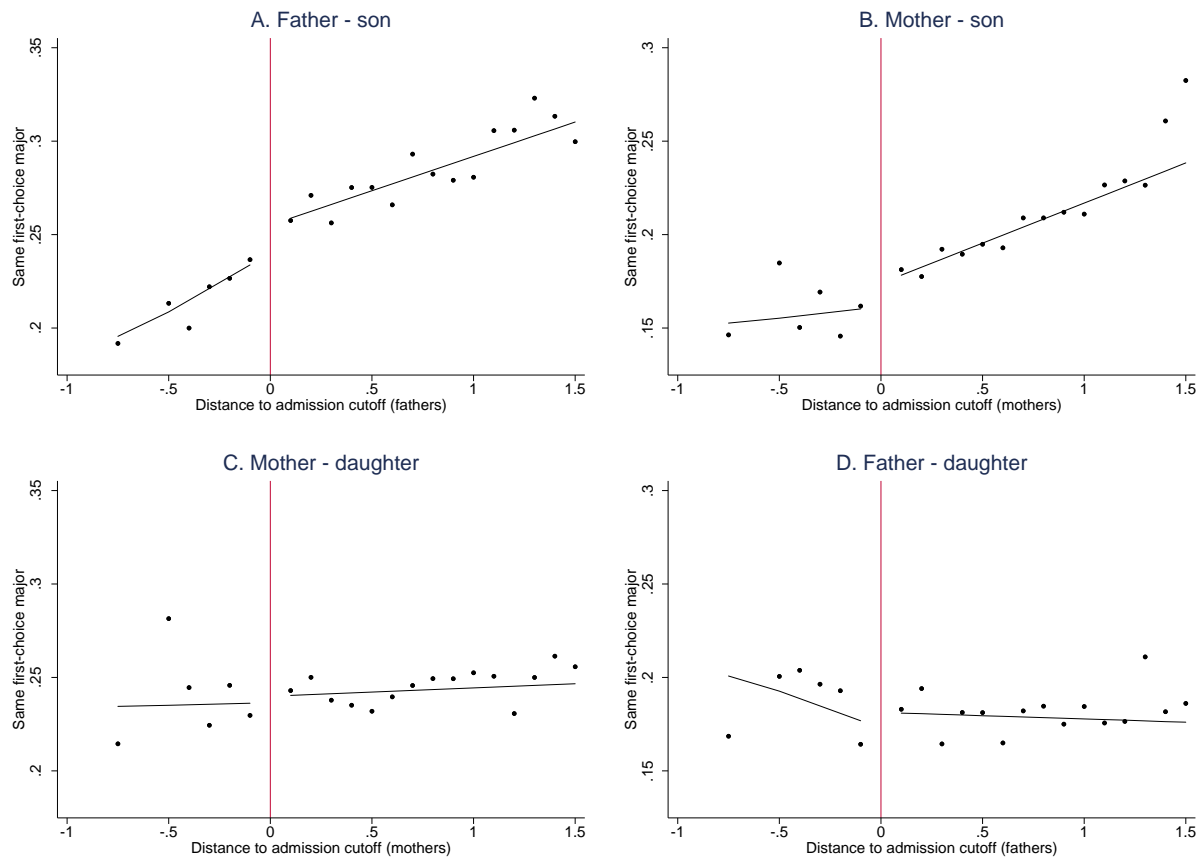 A. Father - son
.35
.3
.25
.2
Same first-choice major
-1 -.5 0 .5 1 1.5
Distance to admission cutoff (fathers)
B. Mother - son
.3
.25
.2
.15
Same first-choice major
-1 -.5 0 .5 1 1.5
Distance to admission cutoff (mothers)
C. Mother - daughter
.35
.3
.25
.2
Same first-choice major
-1 -.5 0 .5 1 1.5
Distance to admission cutoff (mothers)
D. Father - daughter
.3
.25
.2
.15
Same first-choice major
-1 -.5 0 .5 1 1.5
Distance to admission cutoff (fathers)